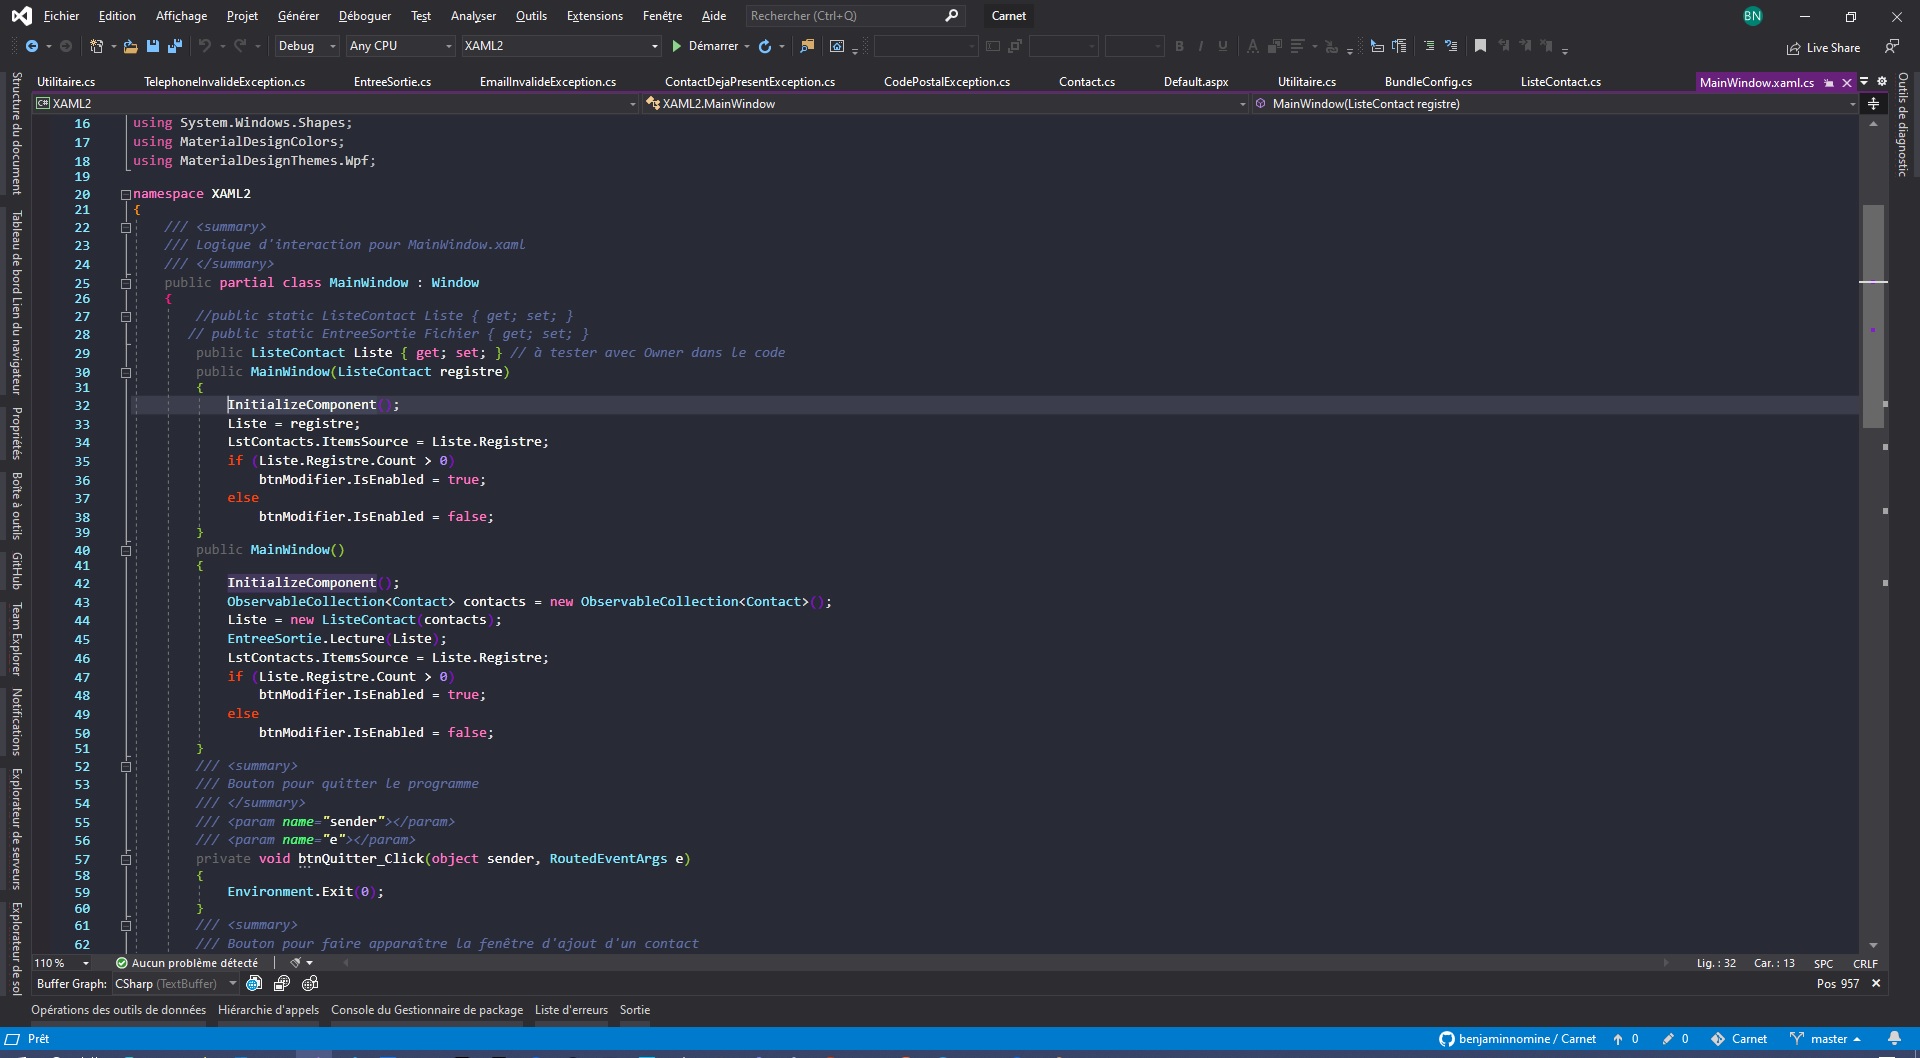 Fichier Edition Affichage Projet Générer Déboguer Test Analyser Outils Extensions Fenêtre Aide Rechercher (Ctrl+Q) Carnet BN
Debug Any CPU XAML2 Démarrer Live Share
Utilitaire.cs TelephoneInvalideException.cs EntreeSortie.cs EmailInvalideException.cs ContactDejaPresentException.cs CodePostalException.cs Contact.cs Default.aspx Utilitaire.cs BundleConfig.cs ListeContact.cs MainWindow.xaml.cs
XAML2 XAML2.MainWindow MainWindow(ListeContact registre)
Structure du document
Tableau de bord Lien du navigateur
Propriétés
Boîte à outils
GitHub
Team Explorer
Notifications
Explorateur de serveurs
Explorateur de sol
Outils de diagnostic
16 using System.Windows.Shapes;
17 using MaterialDesignColors;
18 using MaterialDesignThemes.Wpf;
19
20 namespace XAML2
21 {
22 /// <summary>
23 /// Logique d'interaction pour MainWindow.xaml
24 /// </summary>
25 public partial class MainWindow : Window
26 {
27 //public static ListeContact Liste { get; set; }
28 // public static EntreeSortie Fichier { get; set; }
29 public ListeContact Liste { get; set; } // à tester avec Owner dans le code
30 public MainWindow(ListeContact registre)
31 {
32 InitializeComponent();
33 Liste = registre;
34 LstContacts.ItemsSource = Liste.Registre;
35 if (Liste.Registre.Count > 0)
36 btnModifier.IsEnabled = true;
37 else
38 btnModifier.IsEnabled = false;
39 }
40 public MainWindow()
41 {
42 InitializeComponent();
43 ObservableCollection<Contact> contacts = new ObservableCollection<Contact>();
44 Liste = new ListeContact(contacts);
45 EntreeSortie.Lecture(Liste);
46 LstContacts.ItemsSource = Liste.Registre;
47 if (Liste.Registre.Count > 0)
48 btnModifier.IsEnabled = true;
49 else
50 btnModifier.IsEnabled = false;
51 }
52 /// <summary>
53 /// Bouton pour quitter le programme
54 /// </summary>
55 /// <param name="sender"></param>
56 /// <param name="e"></param>
57 private void btnQuitter_Click(object sender, RoutedEventArgs e)
58 {
59 Environment.Exit(0);
60 }
61 /// <summary>
62 /// Bouton pour faire apparaître la fenêtre d'ajout d'un contact
110 % Aucun problème détecté Lig. : 32 Car. : 13 SPC CRLF
Buffer Graph: CSharp (TextBuffer) Pos 957
Opérations des outils de données Hiérarchie d'appels Console du Gestionnaire de package Liste d'erreurs Sortie
Prêt benjaminnomine / Carnet 0 0 Carnet master